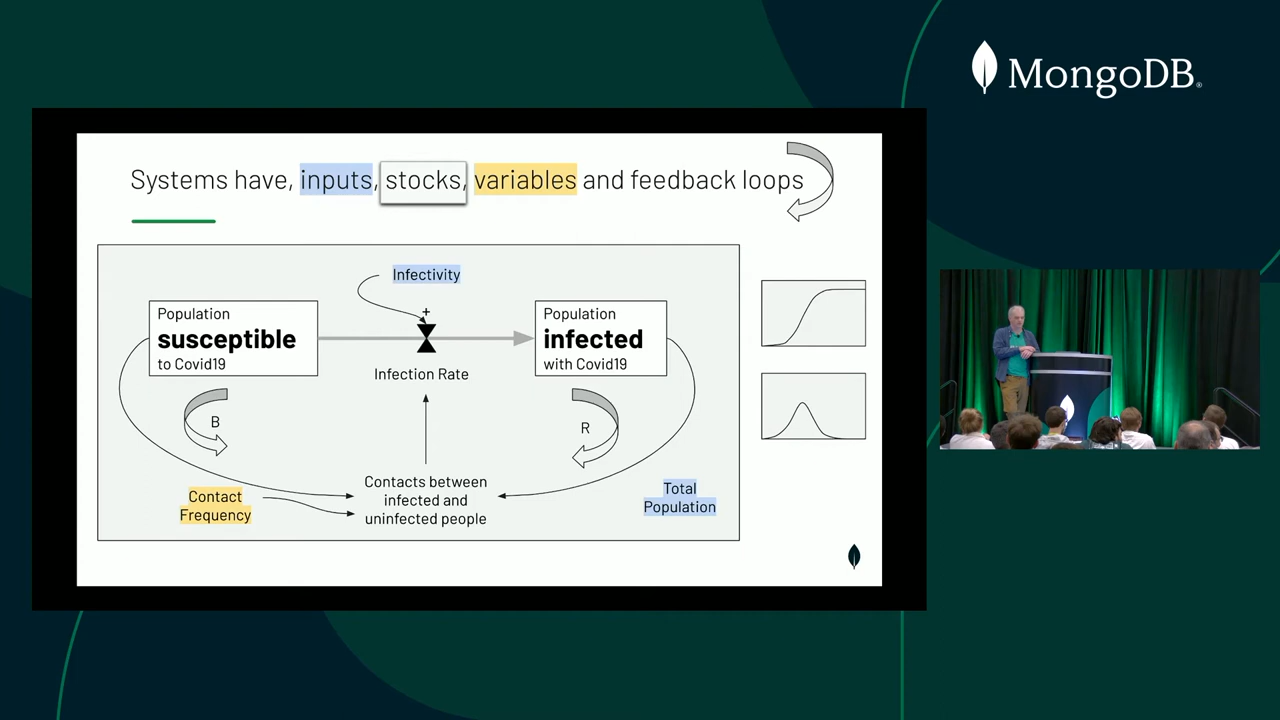 MongoDB®
Systems have, inputs, stocks, variables and feedback loops
Infectivity
Population
susceptible
to Covid19
+
Population
infected
with Covid19
Infection Rate
B
R
Contact
Frequency
Contacts between
infected and
uninfected people
Total
Population